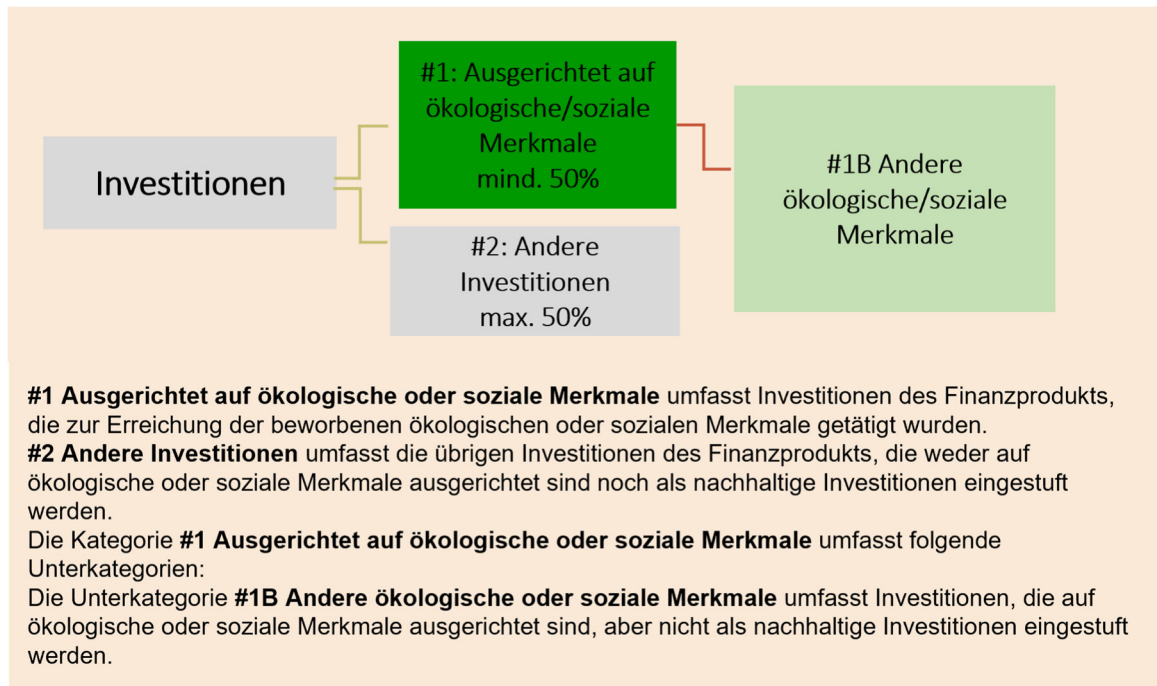 Investitionen
#1: Ausgerichtet auf
ökologische/soziale
Merkmale
mind. 50%
#2: Andere
Investitionen
max. 50%
#1B Andere
ökologische/soziale
Merkmale
#1 Ausgerichtet auf ökologische oder soziale Merkmale umfasst Investitionen des Finanzprodukts,
die zur Erreichung der beworbenen ökologischen oder sozialen Merkmale getätigt wurden.
#2 Andere Investitionen umfasst die übrigen Investitionen des Finanzprodukts, die weder auf
ökologische oder soziale Merkmale ausgerichtet sind noch als nachhaltige Investitionen eingestuft
werden.
Die Kategorie #1 Ausgerichtet auf ökologische oder soziale Merkmale umfasst folgende
Unterkategorien:
Die Unterkategorie #1B Andere ökologische oder soziale Merkmale umfasst Investitionen, die auf
ökologische oder soziale Merkmale ausgerichtet sind, aber nicht als nachhaltige Investitionen eingestuft
werden.